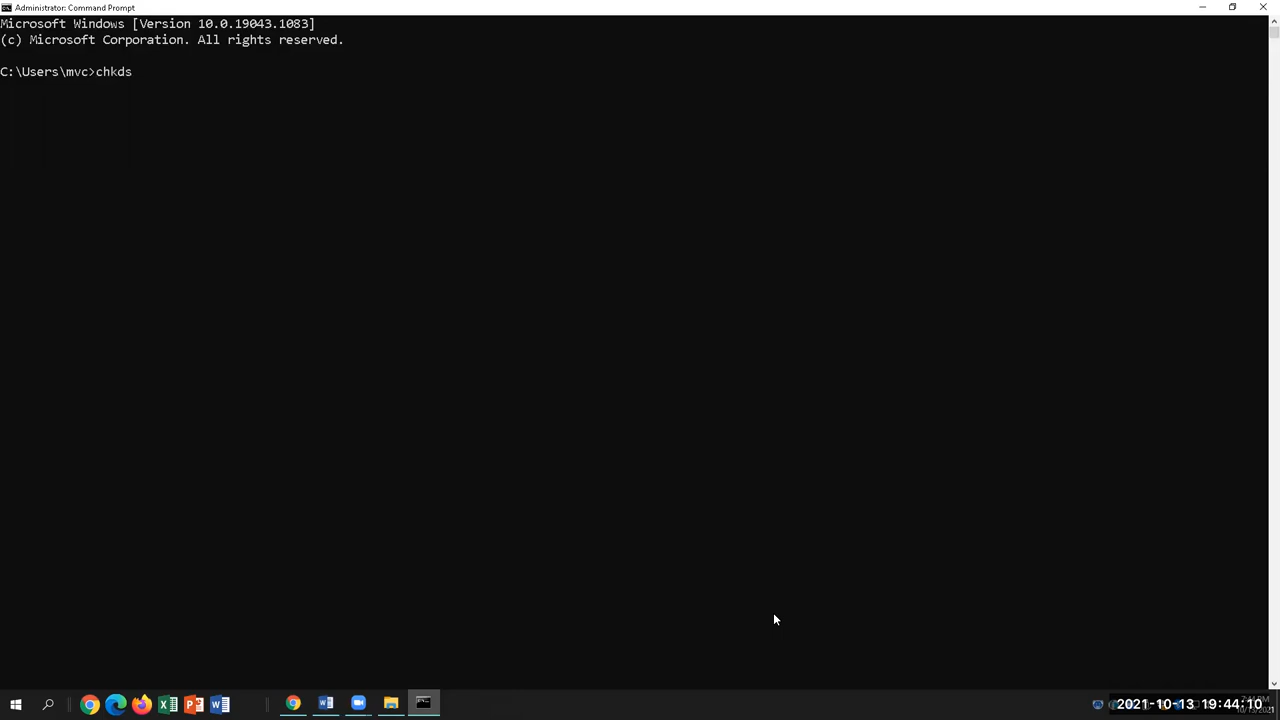 Administrator: Command Prompt
Microsoft Windows [Version 10.0.19043.1083]
(c) Microsoft Corporation. All rights reserved.
C:\Users\mvc>chkds
2021-10-13 19:44:10